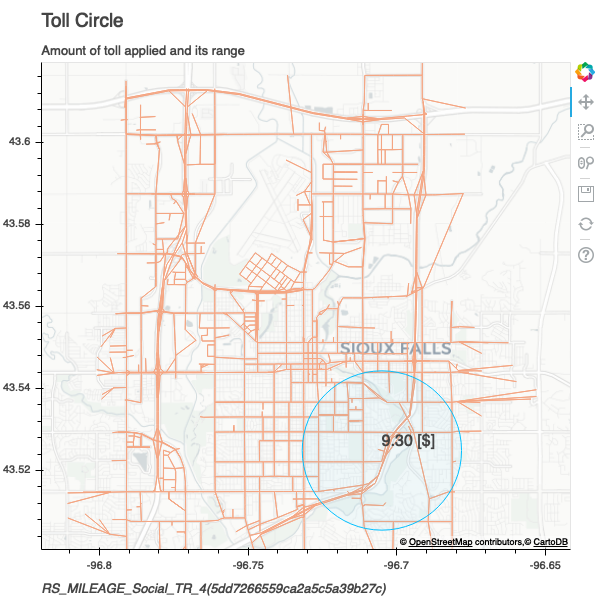 Toll Circle
Amount of toll applied and its range
43.6
43.58
43.56
SIOUX FALLS
43.54
9.30 [$]
43.52
© OpenStreetMap contributors,© CartoDB
-96.8 -96.75 -96.7 -96.65
RS_MILEAGE_Social_TR_4(5dd7266559ca2a5c5a39b27c)